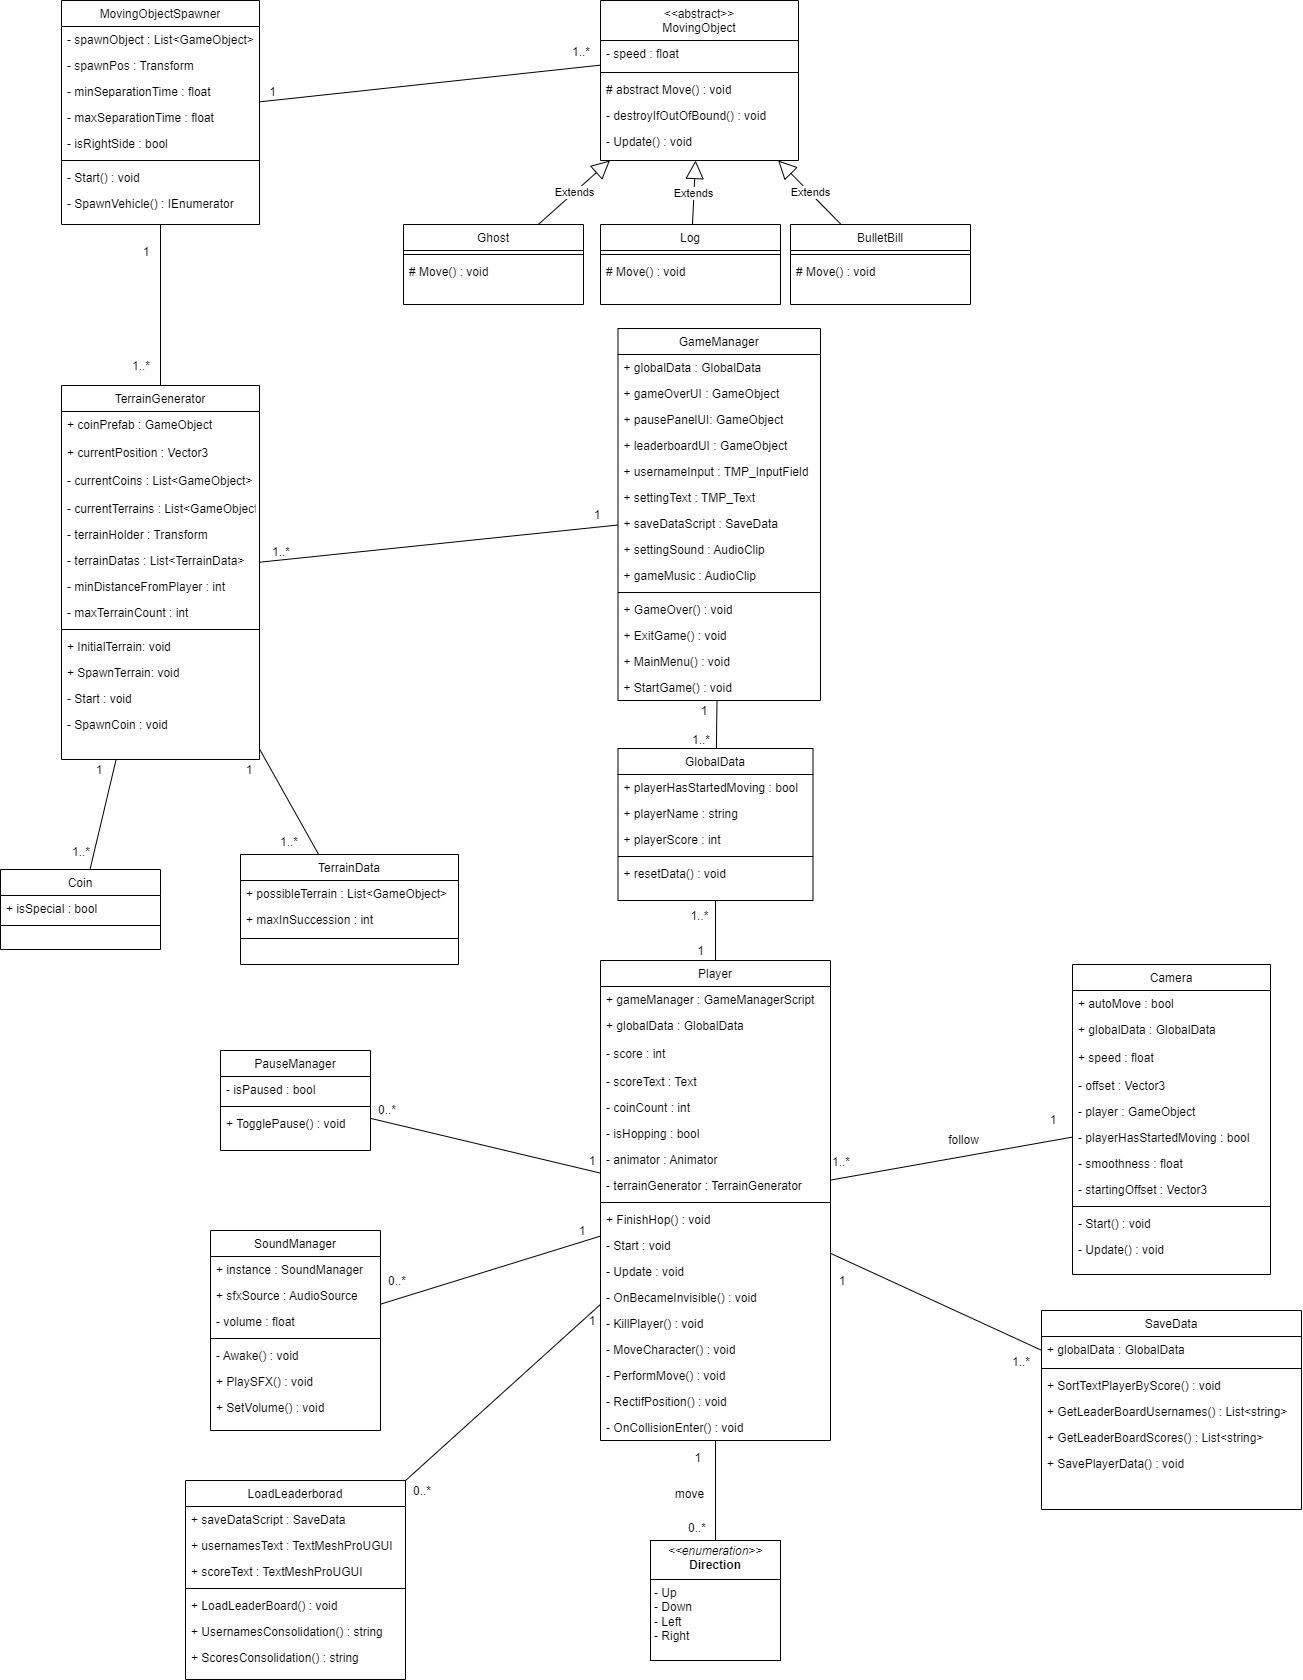 MovingObjectSpawner
- spawnObject : List<GameObject>
- spawnPos : Transform
- minSeparationTime : float
- maxSeparationTime : float
- isRightSide : bool
- Start() : void
- SpawnVehicle() : IEnumerator
1
1..*
<<abstract>>
MovingObject
- speed : float
# abstract Move() : void
- destroyIfOutOfBound() : void
- Update() : void
Extends
Extends
Extends
Ghost
# Move() : void
Log
# Move() : void
BulletBill
# Move() : void
1
1..*
TerrainGenerator
+ coinPrefab : GameObject
+ currentPosition : Vector3
- currentCoins : List<GameObject>
- currentTerrains : List<GameObject
- terrainHolder : Transform
- terrainDatas : List<TerrainData>
- minDistanceFromPlayer : int
- maxTerrainCount : int
+ InitialTerrain: void
+ SpawnTerrain: void
- Start : void
- SpawnCoin : void
1..*
1
GameManager
+ globalData : GlobalData
+ gameOverUI : GameObject
+ pausePanelUI: GameObject
+ leaderboardUI : GameObject
+ usernameInput : TMP_InputField
+ settingText : TMP_Text
+ saveDataScript : SaveData
+ settingSound : AudioClip
+ gameMusic : AudioClip
+ GameOver() : void
+ ExitGame() : void
+ MainMenu() : void
+ StartGame() : void
1
1..*
GlobalData
+ playerHasStartedMoving : bool
+ playerName : string
+ playerScore : int
+ resetData() : void
1
1
1..*
1..*
Coin
+ isSpecial : bool
TerrainData
+ possibleTerrain : List<GameObject>
+ maxInSuccession : int
1..*
1
Player
+ gameManager : GameManagerScript
+ globalData : GlobalData
- score : int
- scoreText : Text
- coinCount : int
- isHopping : bool
- animator : Animator
- terrainGenerator : TerrainGenerator
+ FinishHop() : void
- Start : void
- Update : void
- OnBecameInvisible() : void
- KillPlayer() : void
- MoveCharacter() : void
- PerformMove() : void
- RectifPosition() : void
- OnCollisionEnter() : void
Camera
+ autoMove : bool
+ globalData : GlobalData
+ speed : float
- offset : Vector3
- player : GameObject
- playerHasStartedMoving : bool
- smoothness : float
- startingOffset : Vector3
- Start() : void
- Update() : void
1..*
follow
1
PauseManager
- isPaused : bool
+ TogglePause() : void
0..*
1
SoundManager
+ instance : SoundManager
+ sfxSource : AudioSource
- volume : float
- Awake() : void
+ PlaySFX() : void
+ SetVolume() : void
0..*
1
1
1..*
SaveData
+ globalData : GlobalData
+ SortTextPlayerByScore() : void
+ GetLeaderBoardUsernames() : List<string>
+ GetLeaderBoardScores() : List<string>
+ SavePlayerData() : void
1
0..*
LoadLeaderborad
+ saveDataScript : SaveData
+ usernamesText : TextMeshProUGUI
+ scoreText : TextMeshProUGUI
+ LoadLeaderBoard() : void
+ UsernamesConsolidation() : string
+ ScoresConsolidation() : string
1
move
0..*
<<enumeration>>
Direction
- Up
- Down
- Left
- Right